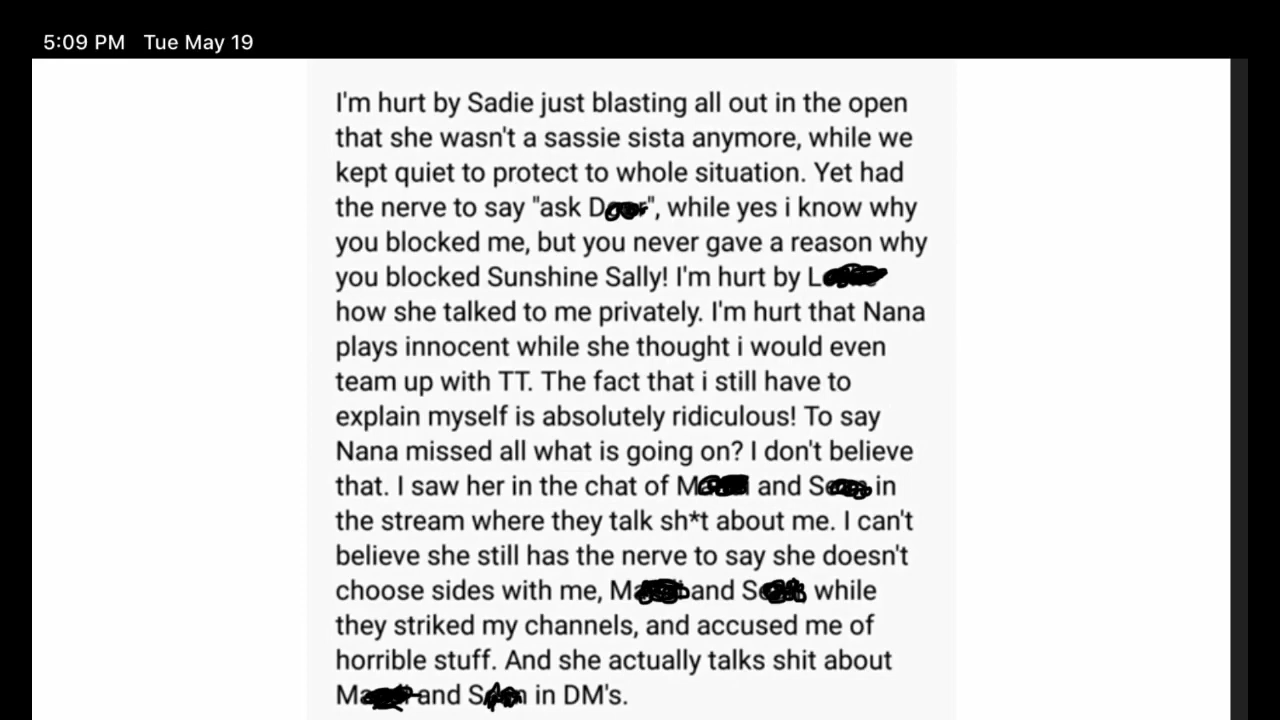 5:09 PM Tue May 19
I'm hurt by Sadie just blasting all out in the open
that she wasn't a sassie sista anymore, while we
kept quiet to protect to whole situation. Yet had
the nerve to say "ask", while yes i know why
you blocked me, but you never gave a reason why
you blocked Sunshine Sally! I'm hurt by
how she talked to me privately. I'm hurt that Nana
plays innocent while she thought i would even
team up with TT. The fact that i still have to
explain myself is absolutely ridiculous! To say
Nana missed all what is going on? I don't believe
that. I saw her in the chat of and in
the stream where they talk sh*t about me. I can't
believe she still has the nerve to say she doesn't
choose sides with me, and while
they striked my channels, and accused me of
horrible stuff. And she actually talks shit about
and in DM's.